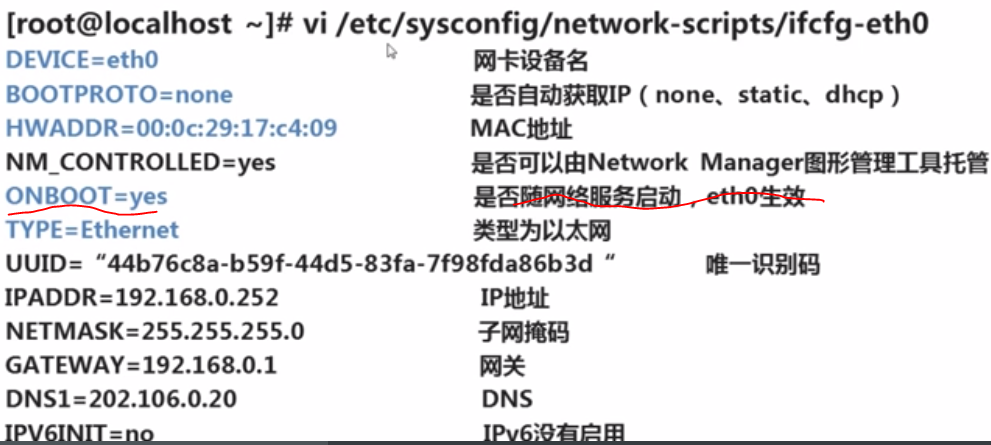 [root@localhost ~]# vi /etc/sysconfig/network-scripts/ifcfg-eth0
DEVICE=eth0 网卡设备名
BOOTPROTO=none 是否自动获取IP（none、static、dhcp）
HWADDR=00:0c:29:17:c4:09 MAC地址
NM_CONTROLLED=yes 是否可以由Network Manager图形管理工具托管
ONBOOT=yes 是否随网络服务启动，eth0生效
TYPE=Ethernet 类型为以太网
UUID=“44b76c8a-b59f-44d5-83fa-7f98fda86b3d“ 唯一识别码
IPADDR=192.168.0.252 IP地址
NETMASK=255.255.255.0 子网掩码
GATEWAY=192.168.0.1 网关
DNS1=202.106.0.20 DNS
IPV6INIT=no IPv6没有启用